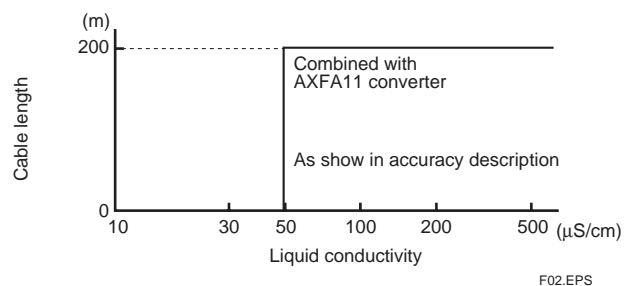 (m)
200
Combined with
AXFA11 converter
Cable length
As show in accuracy description
0
10 30 50 100 200 500 (μS/cm)
Liquid conductivity
F02.EPS